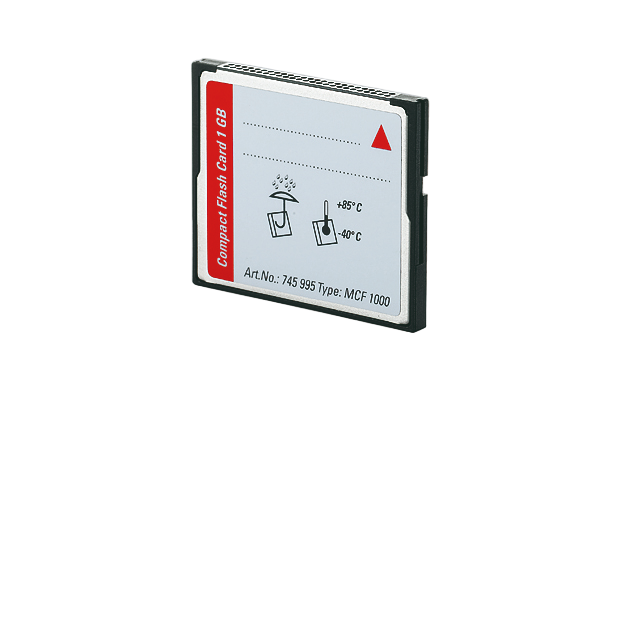 Compact Flash Card 1 GB
+85° C
-40° C
Art.No.: 745 995 Type: MCF 1000